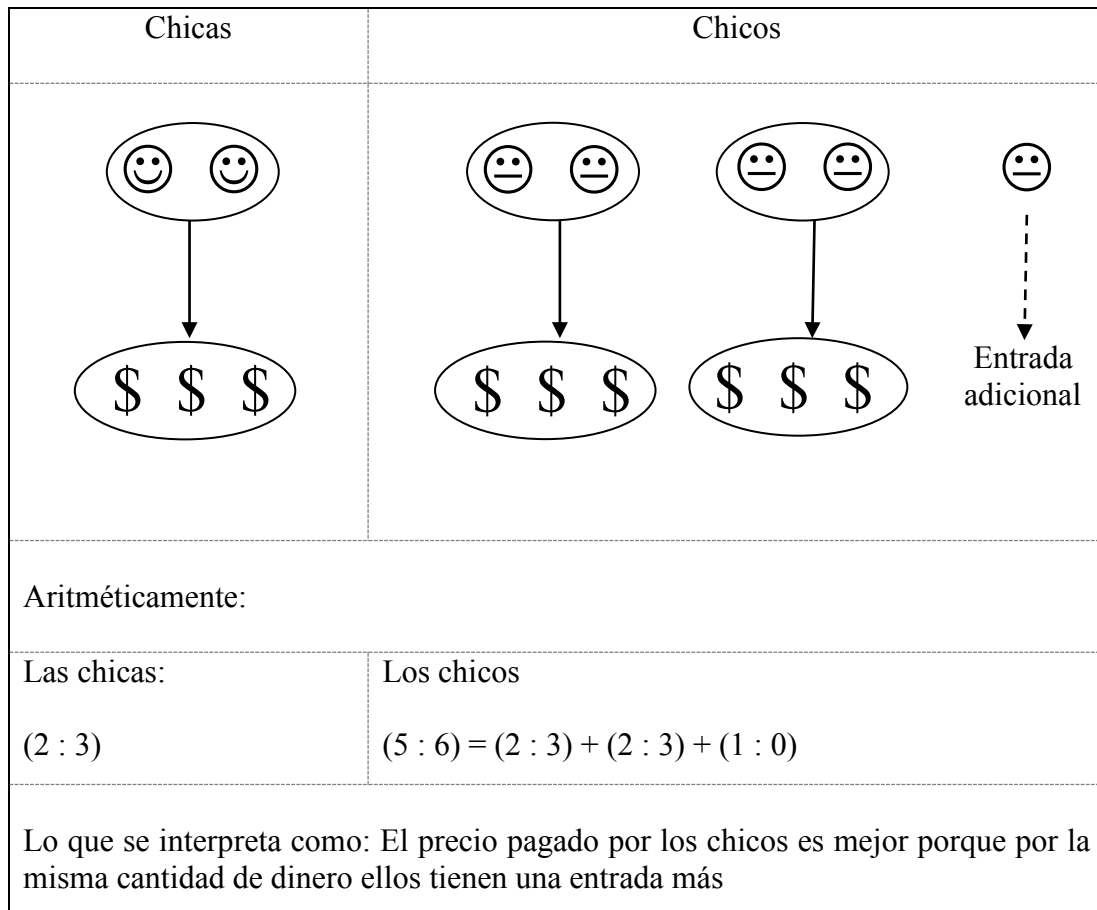 Chicas
Chicos
$ $ $
$ $ $
$ $ $
Entrada
adicional
Aritméticamente:
Las chicas:
Los chicos
(2 : 3)
(5 : 6) = (2 : 3) + (2 : 3) + (1 : 0)
Lo que se interpreta como: El precio pagado por los chicos es mejor porque por la
misma cantidad de dinero ellos tienen una entrada más